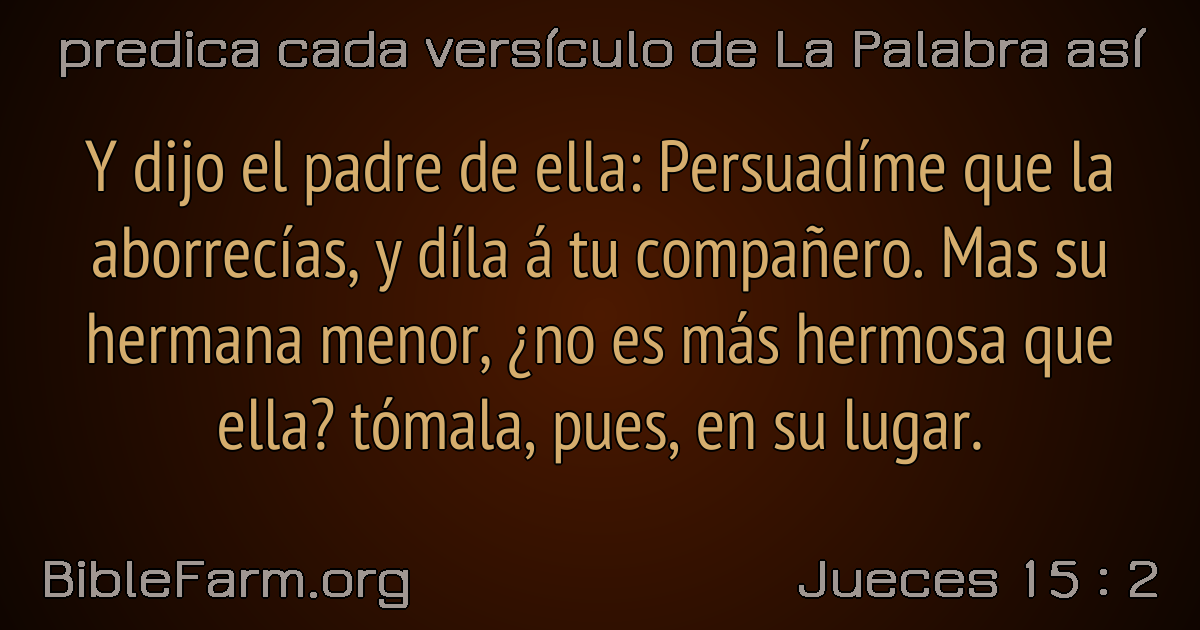 predica cada versículo de La Palabra así
Y dijo el padre de ella: Persuadíme que la
aborrecías, y díla á tu compañero. Mas su
hermana menor, ¿no es más hermosa que
ella? tómala, pues, en su lugar.
BibleFarm.org
Jueces 15 : 2